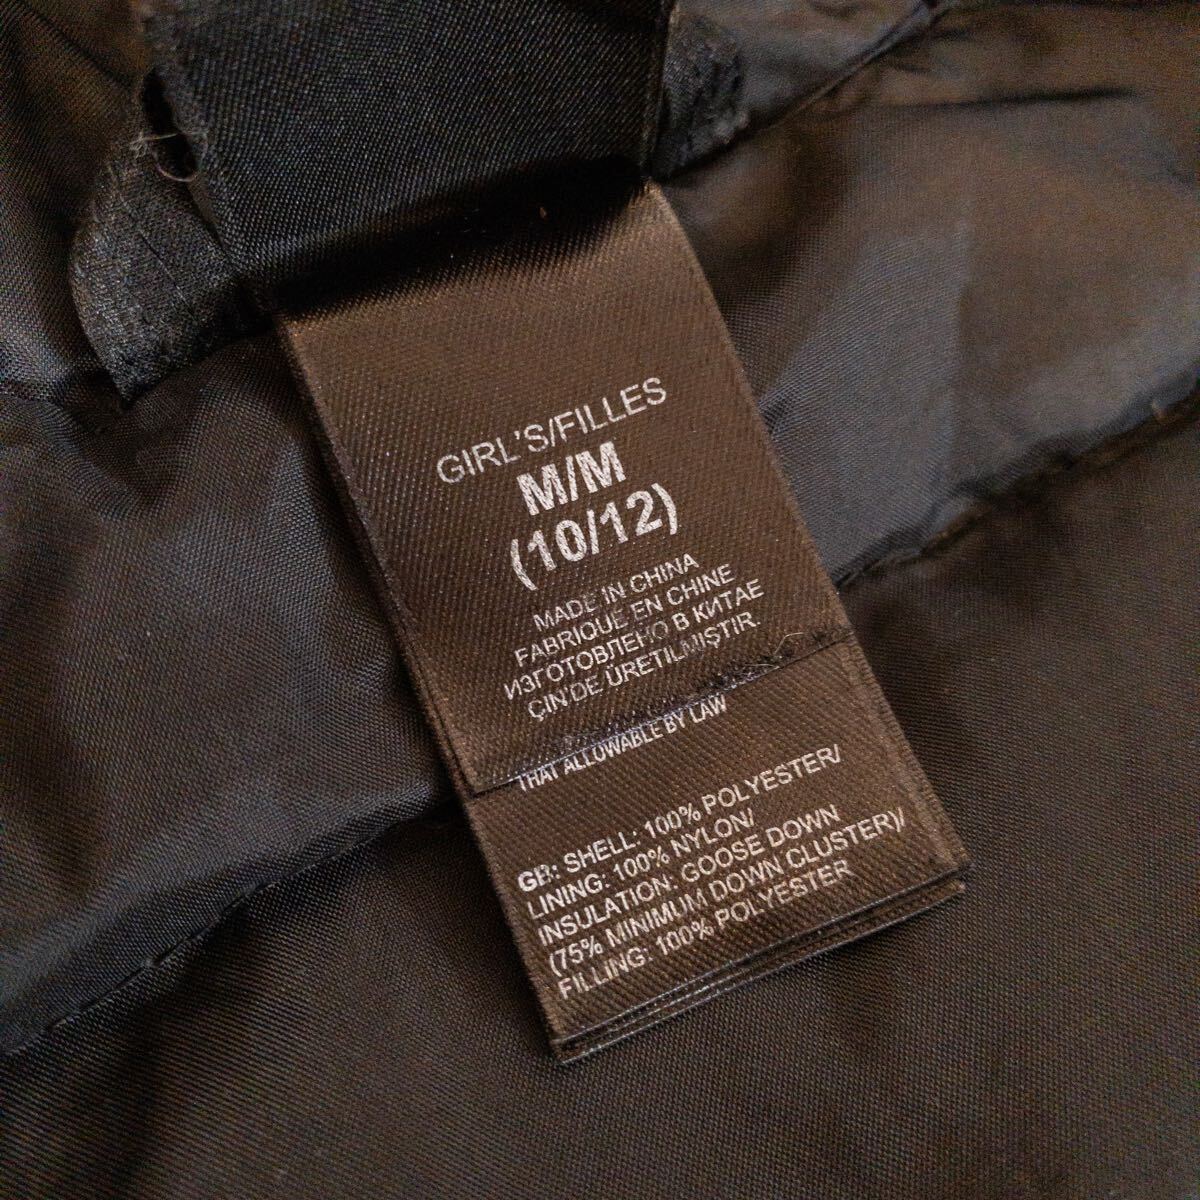 GIRL'S/FILLES
M/M
(10/12)
MADE IN CHINA
FABRIQUE EN CHINE
ИЗГОТОВЛЕНО В КИТАЕ
ÇIN'DE ÜRETILMIŞTIR.
THAT ALLOWABLE BY LAW
GB: SHELL: 100% POLYESTER/
LINING: 100% NYLON/
INSULATION: GOOSE DOWN
(75% MINIMUM DOWN CLUSTER)/
FILLING: 100% POLYESTER